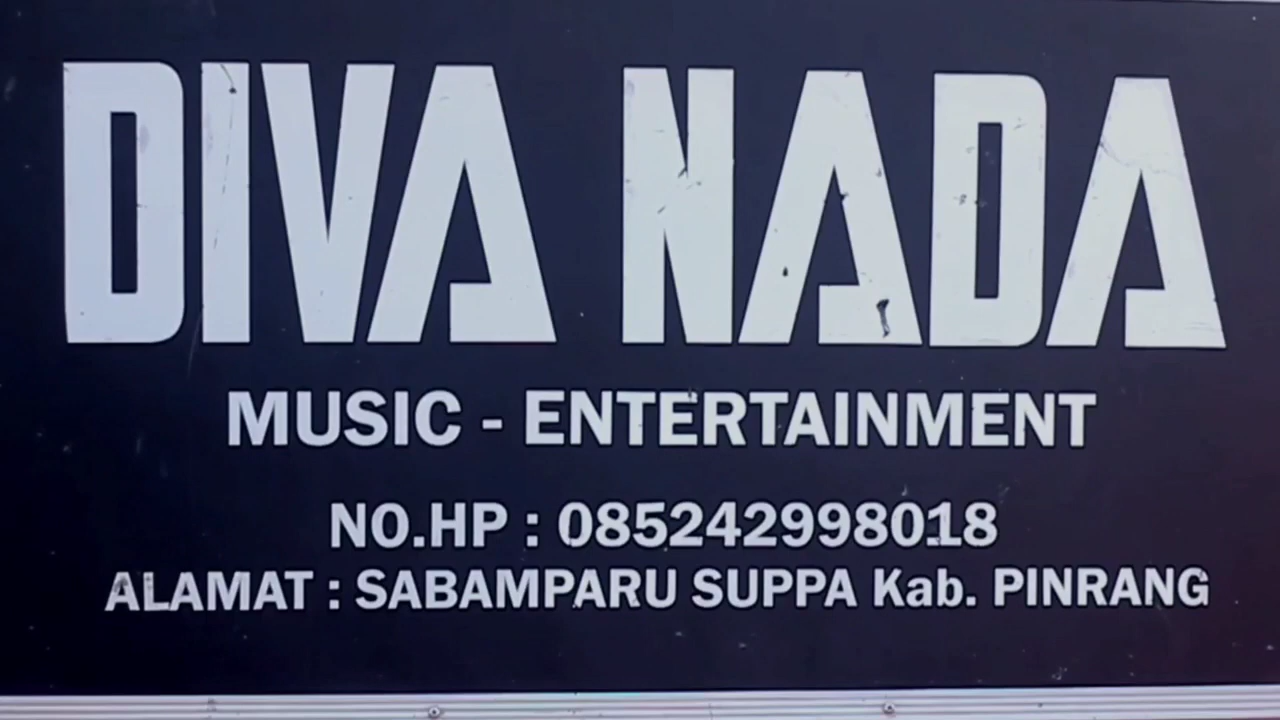 DIVA NADA
MUSIC - ENTERTAINMENT
NO.HP : 085242998018
ALAMAT : SABAMPARU SUPPA Kab. PINRANG